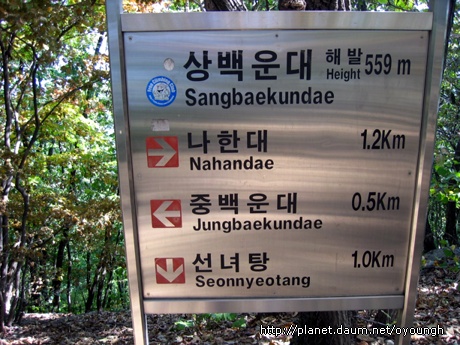 상백운대 해발 559 m
Sangbaekundae Height
나한대 1.2Km
Nahandae
중백운대 0.5Km
Jungbaekundae
선녀탕 1.0Km
Seonnyeotang
http://planet.daum.net/oyoungh